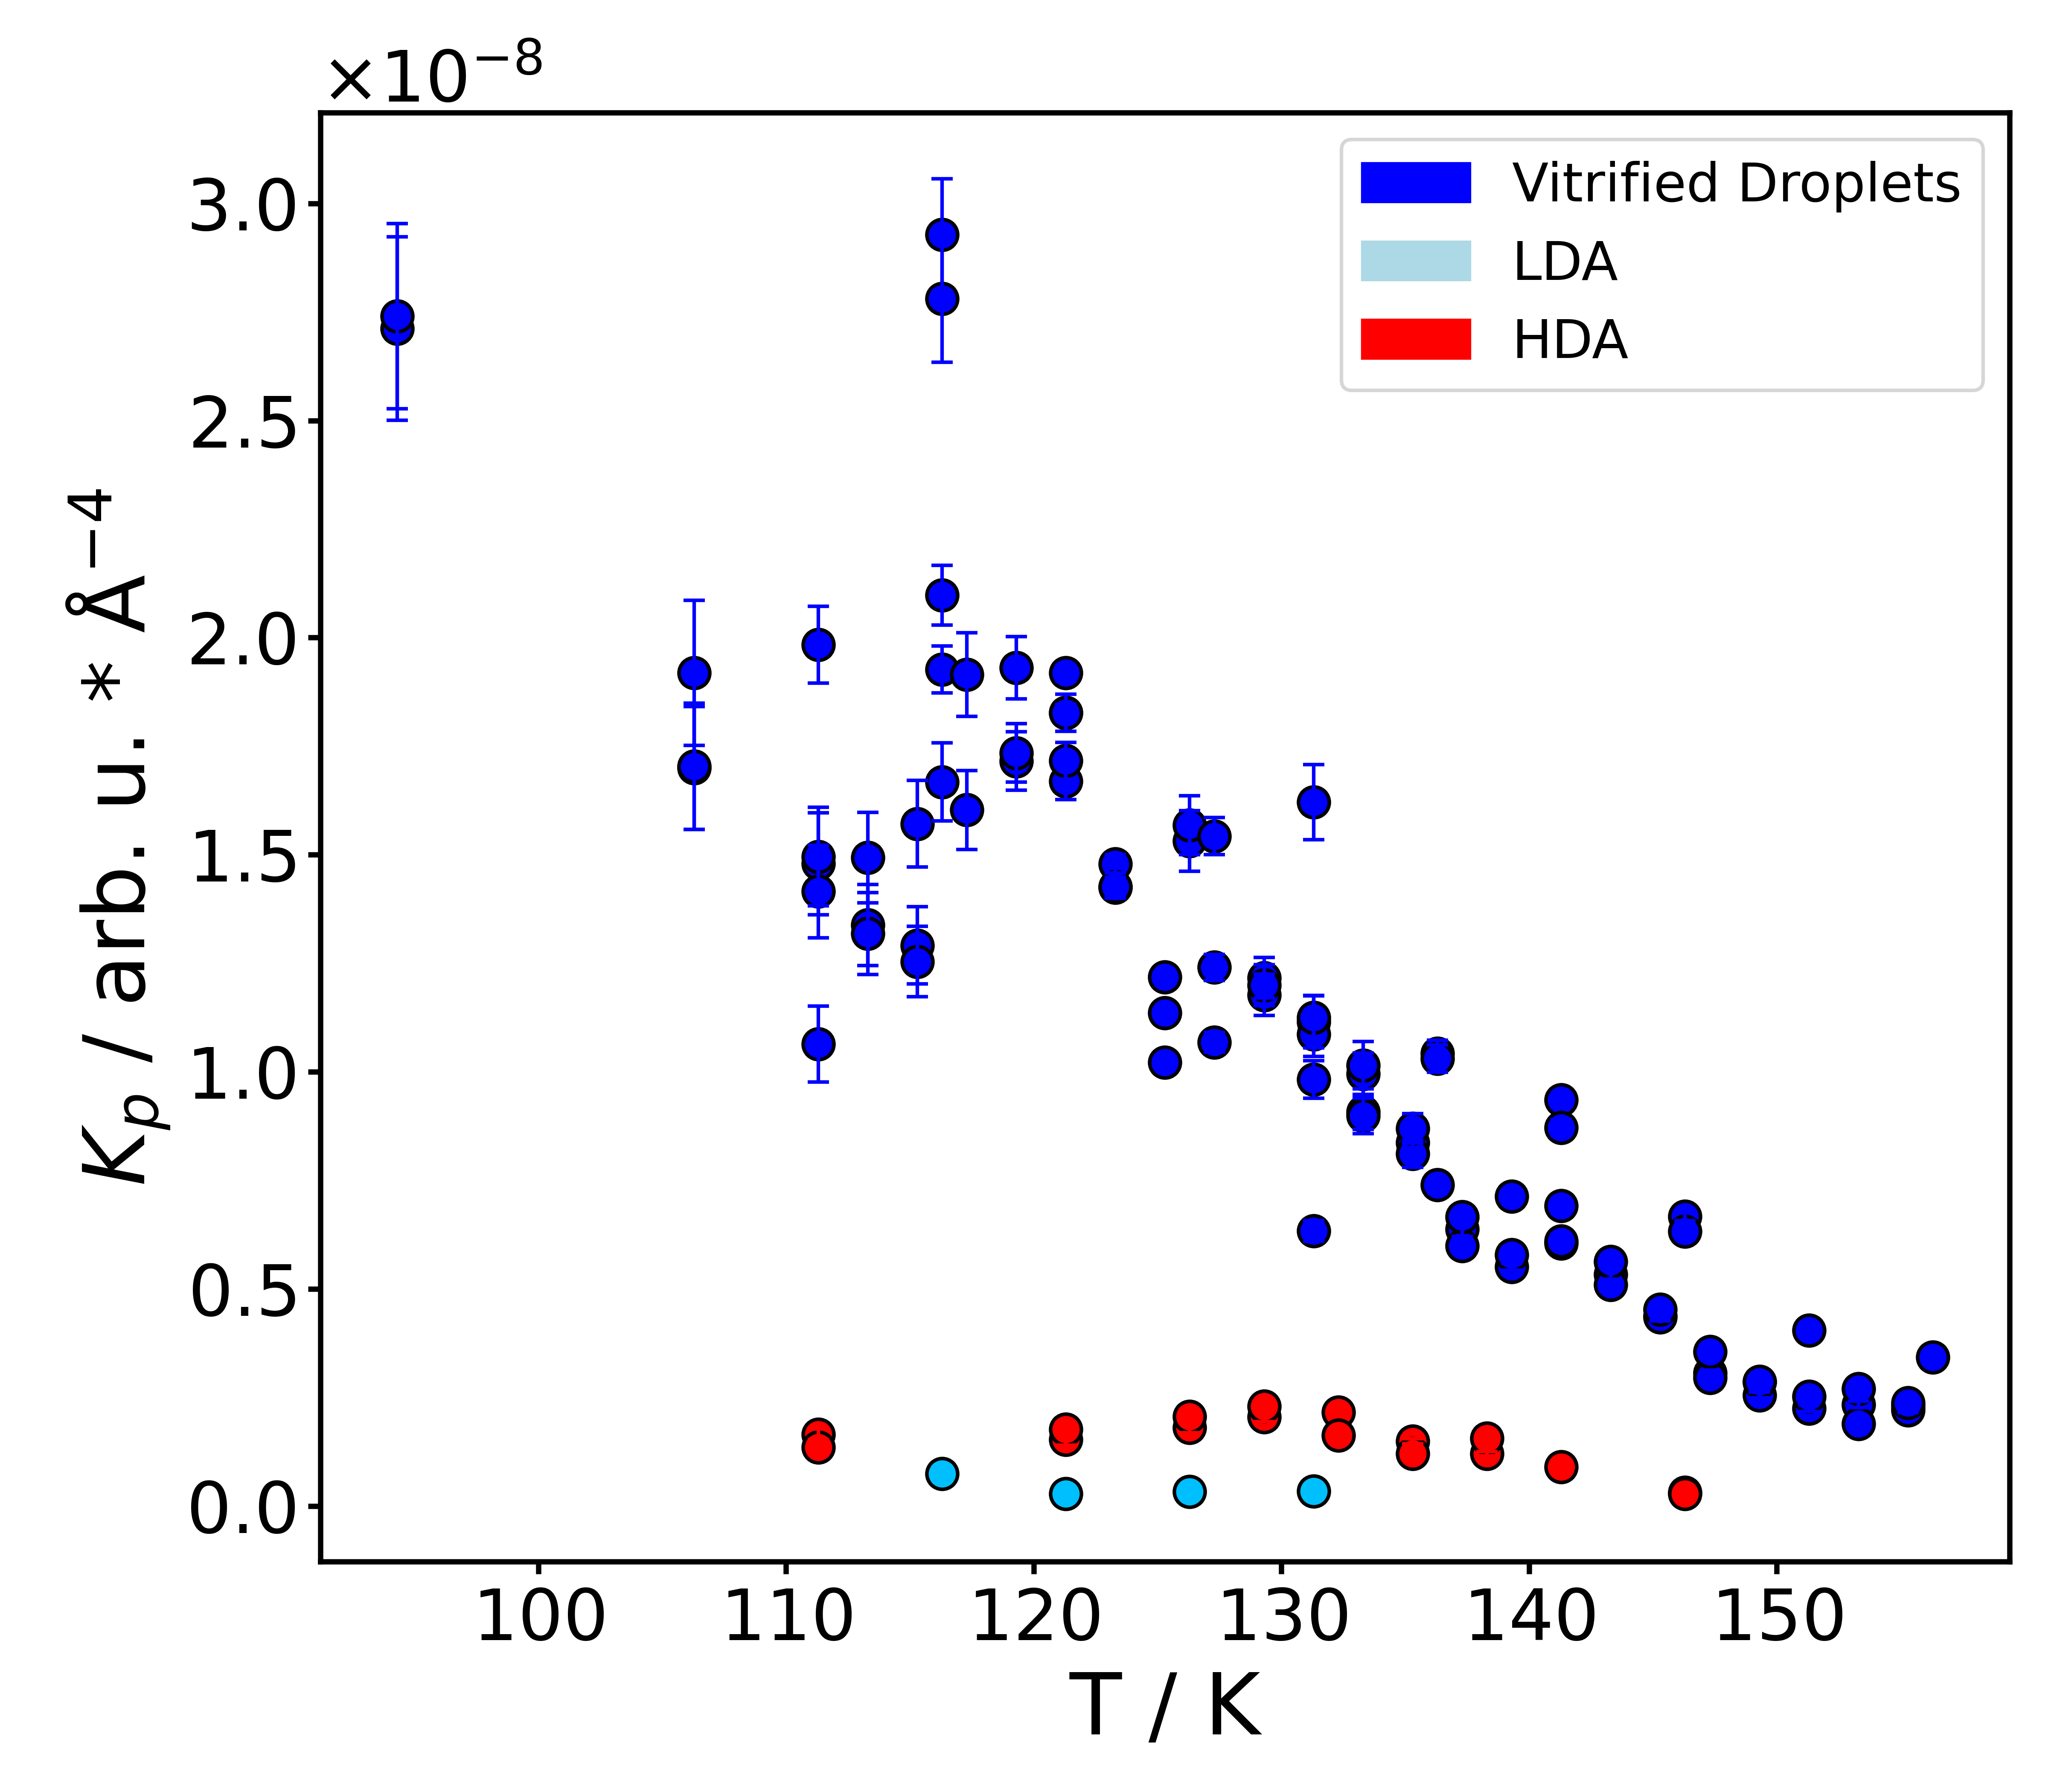 ×10⁻⁸
3.0
2.5
2.0
1.5
1.0
0.5
0.0
K_p / arb. u. * Å⁻⁴
Vitrified Droplets
LDA
HDA
100 110 120 130 140 150
T / K